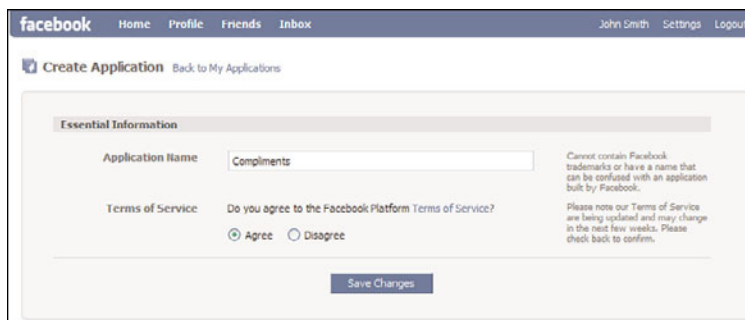 facebook Home Profile Friends Inbox John Smith Settings Logout
Create Application Back to My Applications
Essential Information
Application Name
Compliments
Cannot contain Facebook
trademarks or have a name that
can be confused with an application
built by Facebook.
Terms of Service
Do you agree to the Facebook Platform Terms of Service?
Agree Disagree
Please note our Terms of Service
are being updated and may change
in the next few weeks. Please
check back to confirm.
Save Changes